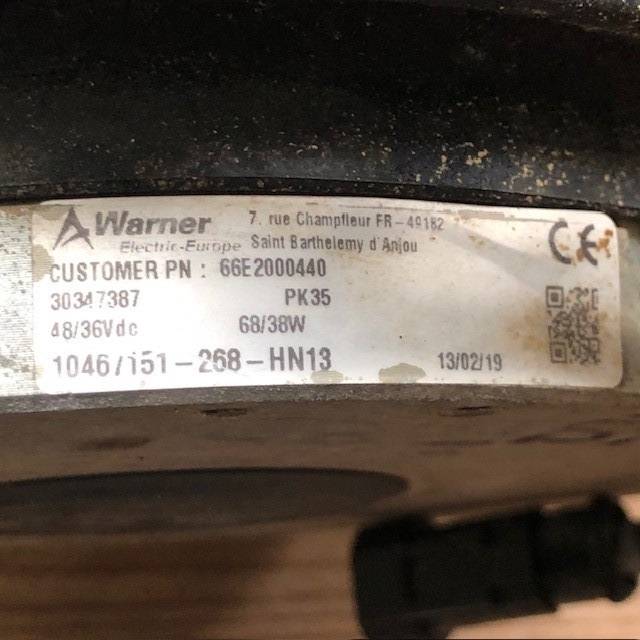 Warner
Electric-Europe
7, rue Champfleur FR-49182
Saint Barthelemy d'Anjou
CE
CUSTOMER PN : 66E2000440
30347387 PK35
48/36Vdc 68/38W
1046/151-268-HN13 13/02/19